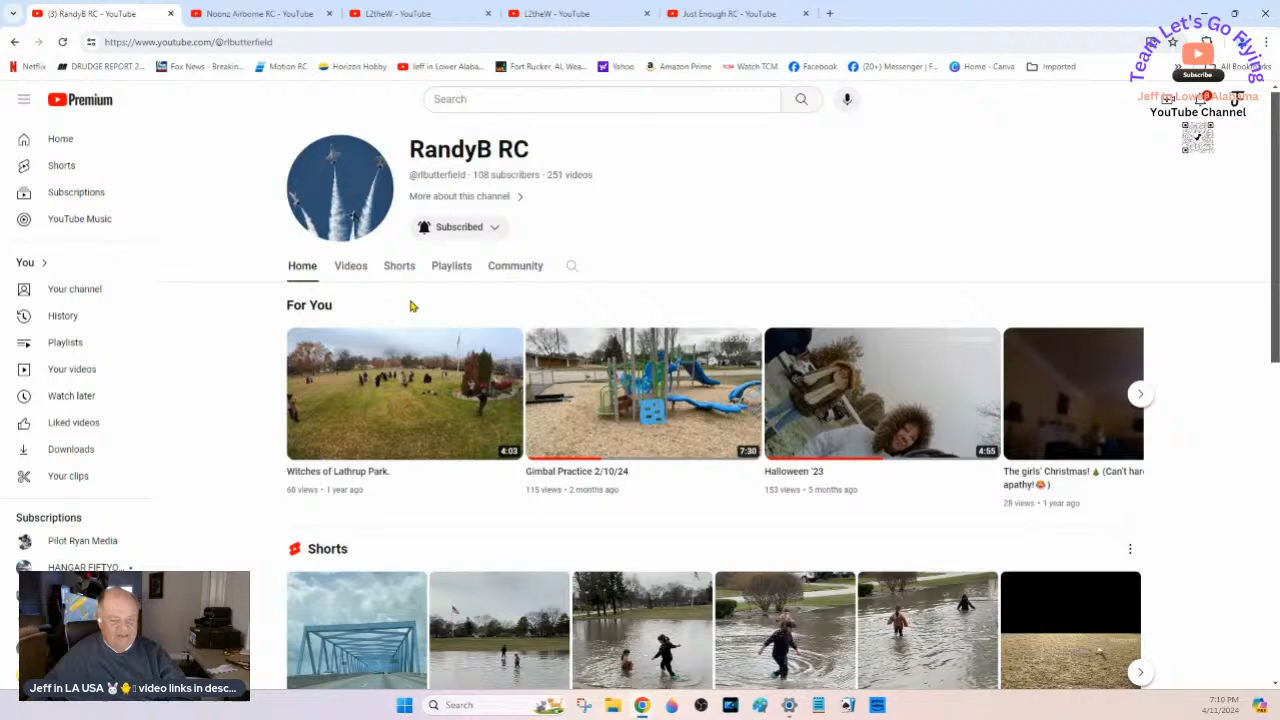 (3) RandyB RC - YouTube
Noonz Airborne RC - YouTube
L2theW - YouTube
L2theW - YouTube
Just Enough RC - YouTube
https://www.youtube.com/@rlbutterfield
Netflix
DRUDGE REPORT 2...
Fox News - Breakin...
Motion RC
Horizon Hobby
Jeff in Lower Alaba...
Fort Rucker, AL Wea...
Yahoo
Amazon Prime
TCM Watch TCM
Facebook
(20+) Messenger | F...
Home - Canva
Imported
All Bookmarks
Team Let's Go Flying
Subscribe
Jeff in Lower Alabama
YouTube Channel
Premium
Search
RandyB RC
@rlbutterfield · 108 subscribers · 251 videos
More about this channel
Subscribed
Home
Videos
Shorts
Playlists
Community
Home
Shorts
Subscriptions
YouTube Music
You
Your channel
History
Playlists
Your videos
Watch later
Liked videos
Downloads
Your clips
Subscriptions
Pilot Ryan Media
HANGAR FIFTYO...
For You
4:03
7:30
4:55
Witches of Lathrup Park.
68 views · 1 year ago
Gimbal Practice 2/10/24
115 views · 2 months ago
Halloween '23
153 views · 5 months ago
The girls' Christmas! 🎄 (Can't har
apathy!
28 views · 1 year ago
Shorts
Jeff in LA USA 🐰🐥 video links in desc...
Search
7:10 PM
4/11/2024